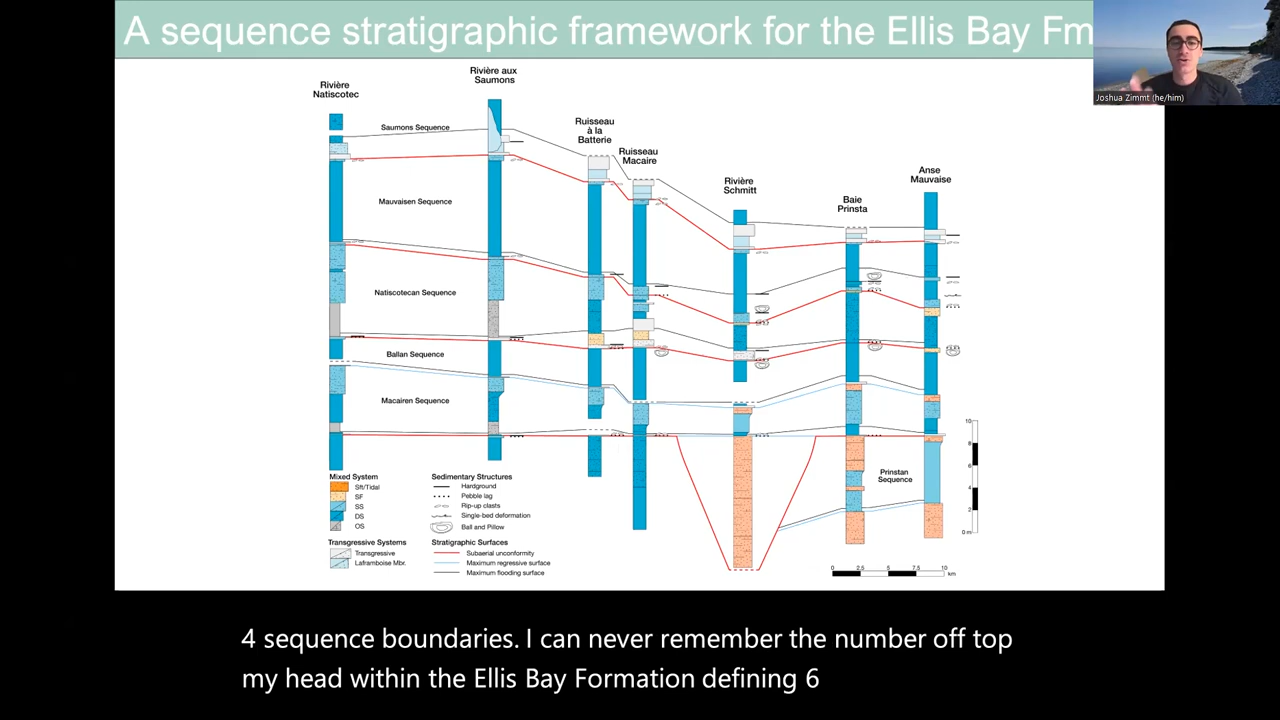 A sequence stratigraphic framework for the Ellis Bay Fm
Joshua Zimmt (he/him)
Rivière
Natiscotec
Rivière aux
Saumons
Ruisseau
à la
Batterie
Ruisseau
Macaire
Rivière
Schmitt
Baie
Prinsta
Anse
Mauvaise
Saumons Sequence
Mauvaisen Sequence
Natiscotecan Sequence
Ballan Sequence
Macairen Sequence
Prinstan
Sequence
10
8
6
4
2
0 m
Mixed System
Sft/Tidal
SF
SS
DS
OS
Transgressive Systems
Transgressive
Laframboise Mbr.
Sedimentary Structures
Hardground
Pebble lag
Rip-up clasts
Single-bed deformation
Ball and Pillow
Stratigraphic Surfaces
Subaerial unconformity
Maximum regressive surface
Maximum flooding surface
0 2.5 5 7.5 10
km
4 sequence boundaries. I can never remember the number off top
my head within the Ellis Bay Formation defining 6